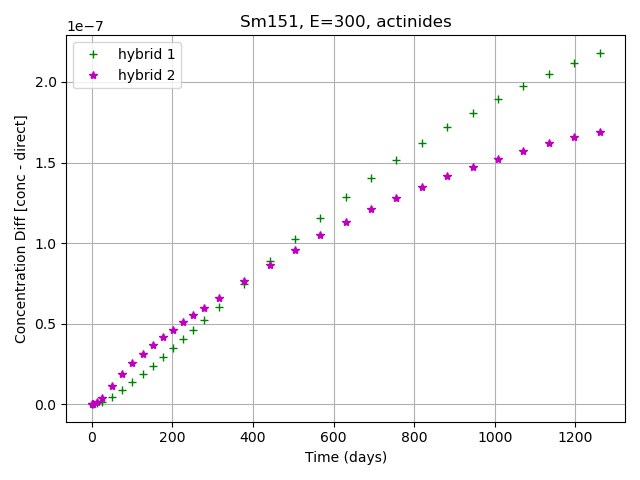 Sm151, E=300, actinides
1e−7
hybrid 1
hybrid 2
2.0
1.5
1.0
0.5
0.0
Concentration Diff [conc - direct]
0 200 400 600 800 1000 1200
Time (days)